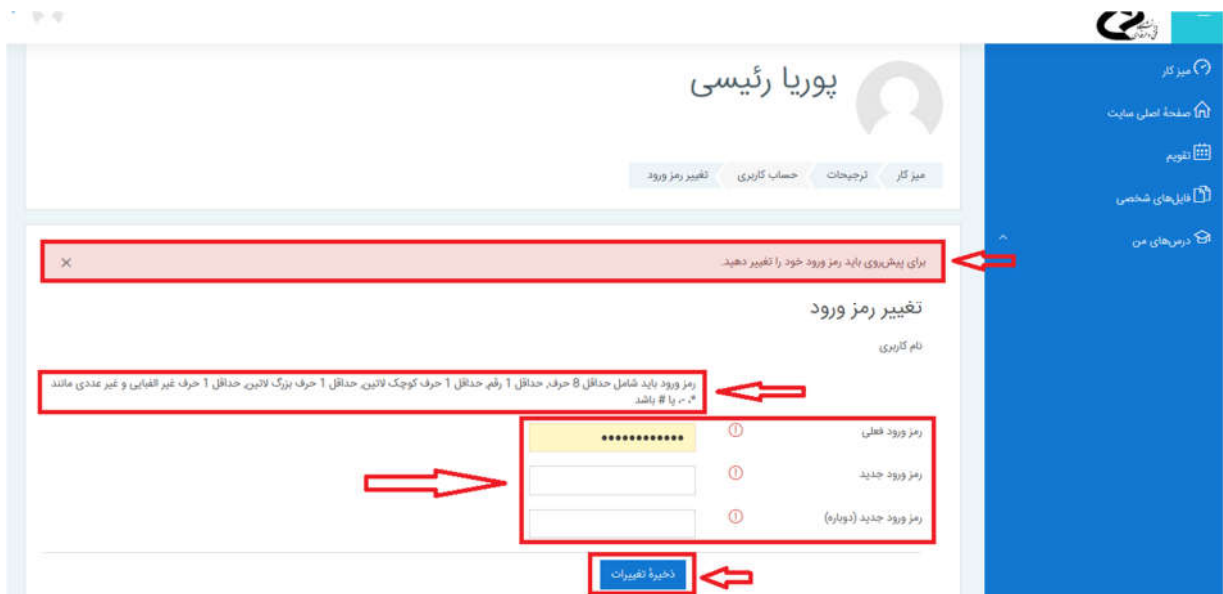 میز کار
صفحهٔ اصلی سایت
تقویم
فایل‌های شخصی
درس‌های من
پوریا رئیسی
میز کار
ترجیحات
حساب کاربری
تغییر رمز ورود
برای پیش‌روی باید رمز ورود خود را تغییر دهید.
تغییر رمز ورود
نام کاربری
رمز ورود باید شامل حداقل 8 حرف, حداقل 1 رقم, حداقل 1 حرف کوچک لاتین, حداقل 1 حرف بزرگ لاتین, حداقل 1 حرف غیر الفبایی و غیر عددی مانند
*، -، یا # باشد
رمز ورود فعلی
رمز ورود جدید
رمز ورود جدید (دوباره)
ذخیرهٔ تغییرات